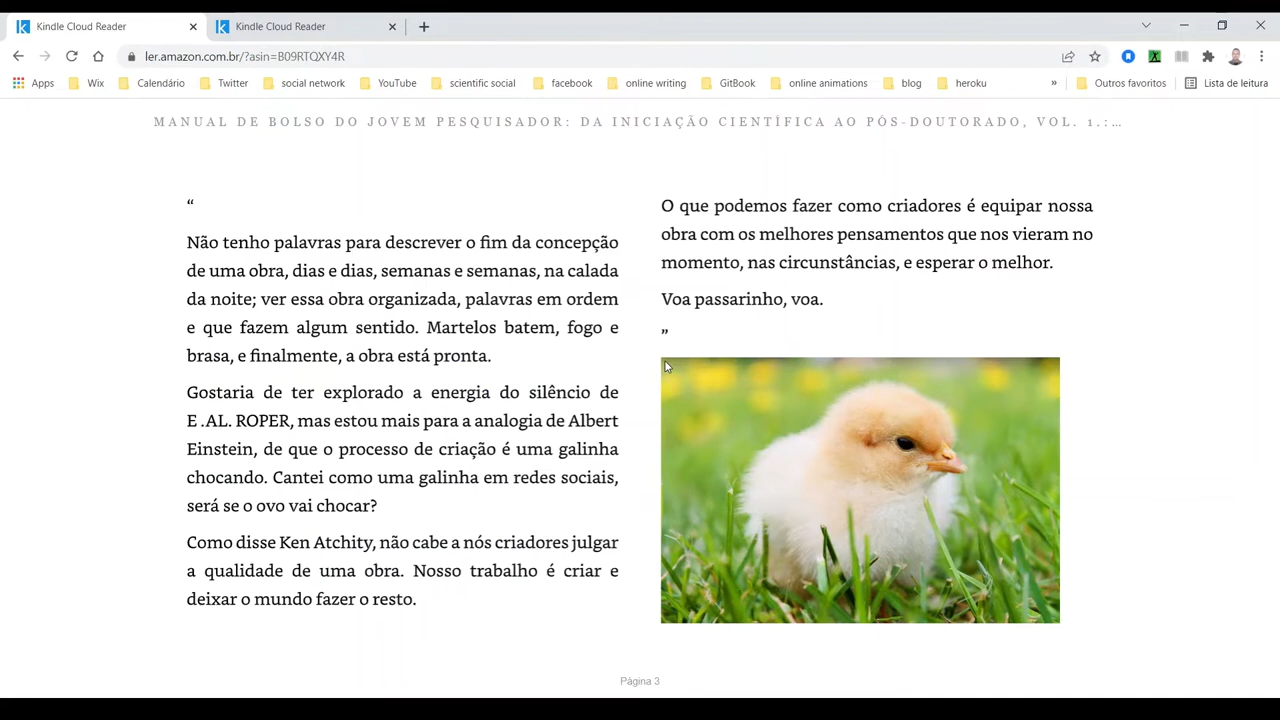 Kindle Cloud Reader
Kindle Cloud Reader
ler.amazon.com.br/?asin=B09RTQXY4R
Apps Wix Calendário Twitter social network YouTube scientific social facebook online writing GitBook online animations blog heroku » Outros favoritos Lista de leitura
MANUAL DE BOLSO DO JOVEM PESQUISADOR: DA INICIAÇÃO CIENTÍFICA AO PÓS-DOUTORADO, VOL. 1.:…
“
Não tenho palavras para descrever o fim da concepção
de uma obra, dias e dias, semanas e semanas, na calada
da noite; ver essa obra organizada, palavras em ordem
e que fazem algum sentido. Martelos batem, fogo e
brasa, e finalmente, a obra está pronta.
Gostaria de ter explorado a energia do silêncio de
E .AL. ROPER, mas estou mais para a analogia de Albert
Einstein, de que o processo de criação é uma galinha
chocando. Cantei como uma galinha em redes sociais,
será se o ovo vai chocar?
Como disse Ken Atchity, não cabe a nós criadores julgar
a qualidade de uma obra. Nosso trabalho é criar e
deixar o mundo fazer o resto.
O que podemos fazer como criadores é equipar nossa
obra com os melhores pensamentos que nos vieram no
momento, nas circunstâncias, e esperar o melhor.
Voa passarinho, voa.
”
Página 3